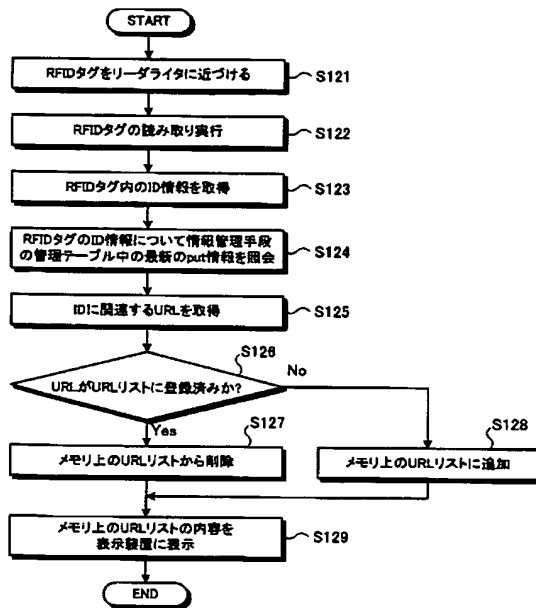 START
RFIDタグをリーダライタに近づける
S121
RFIDタグの読み取り実行
S122
RFIDタグ内のID情報を取得
S123
RFIDタグのID情報について情報管理手段
の管理テーブル中の最新のput情報を照会
S124
IDに関連するURLを取得
S125
S126
URLがURLリストに登録済みか?
No
Yes
S127
メモリ上のURLリストから削除
S128
メモリ上のURLリストに追加
メモリ上のURLリストの内容を
表示装置に表示
S129
END